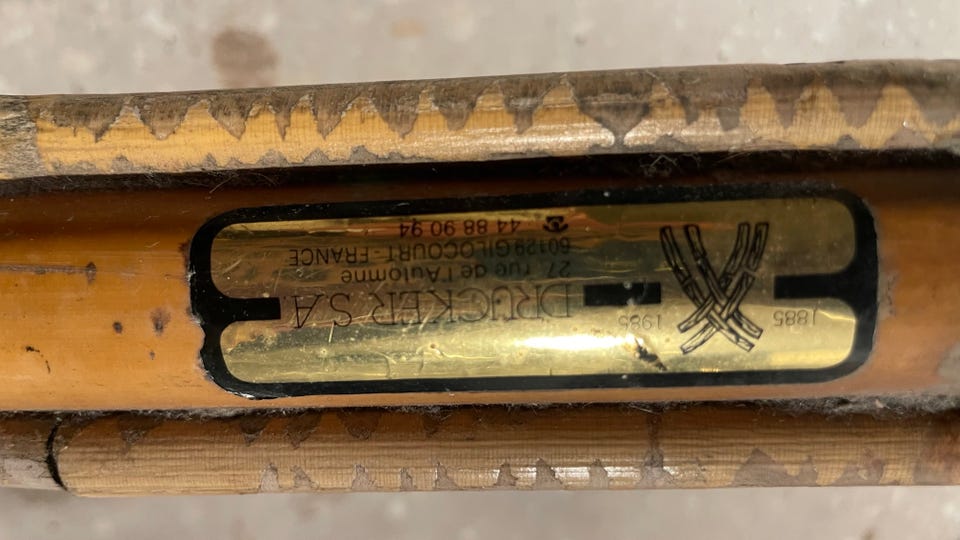 1885
1985
DRUCKER S.A.
27, rue de l'Automne
60129 GILOCOURT - FRANCE
☎ 44 88 90 94